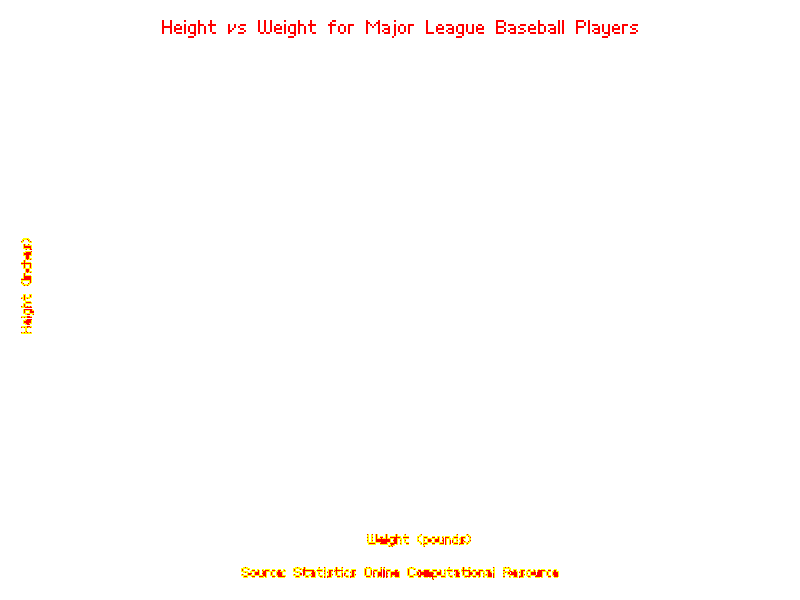 Height vs Weight for Major League Baseball Players
Height (inches)
Weight (pounds)
Source: Statistics Online Computational Resource